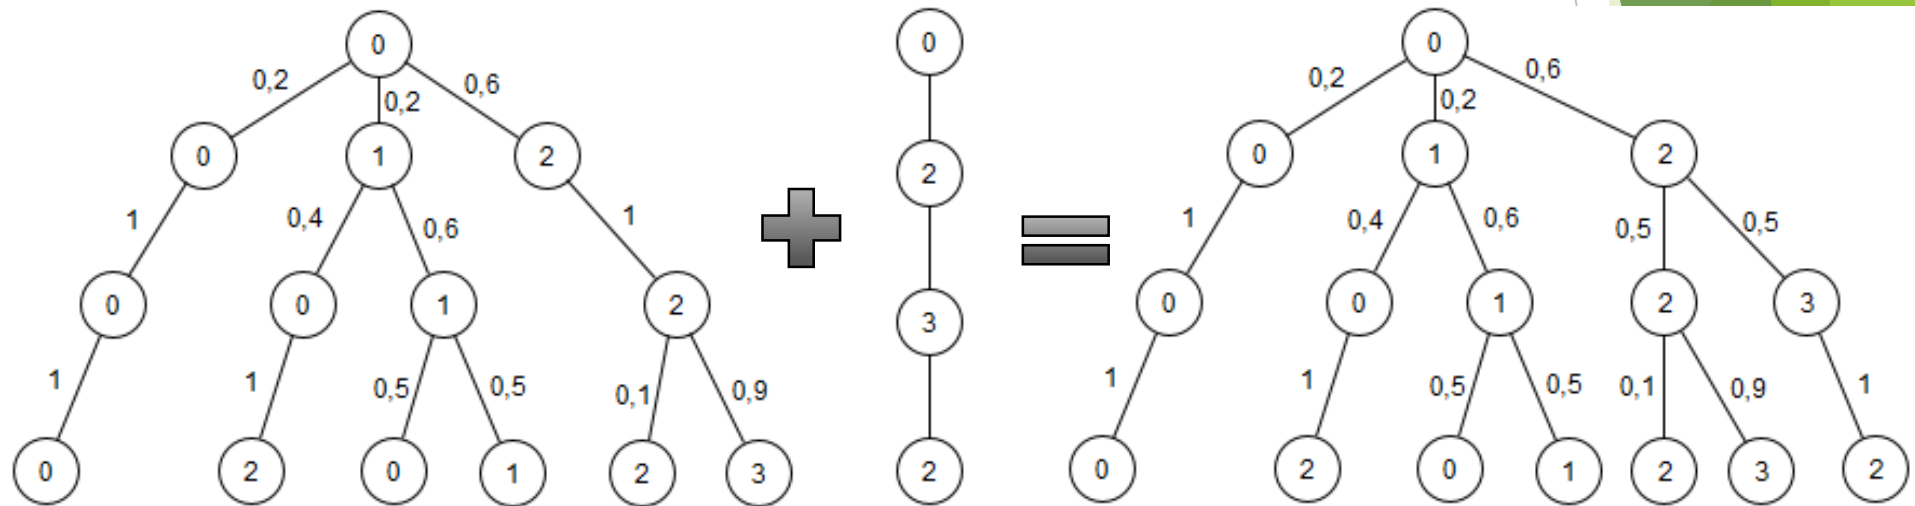 0 0 0
0,2 0,2 0,6 0,2 0,2 0,6
0 1 2 2 0 1 2
1 0,4 0,6 1 1 0,4 0,6 0,5 0,5
0 0 1 2 3 0 0 1 2 3
1 1 0,5 0,5 0,1 0,9 1 1 0,5 0,5 0,1 0,9 1
0 2 0 1 2 3 2 0 2 0 1 2 3 2